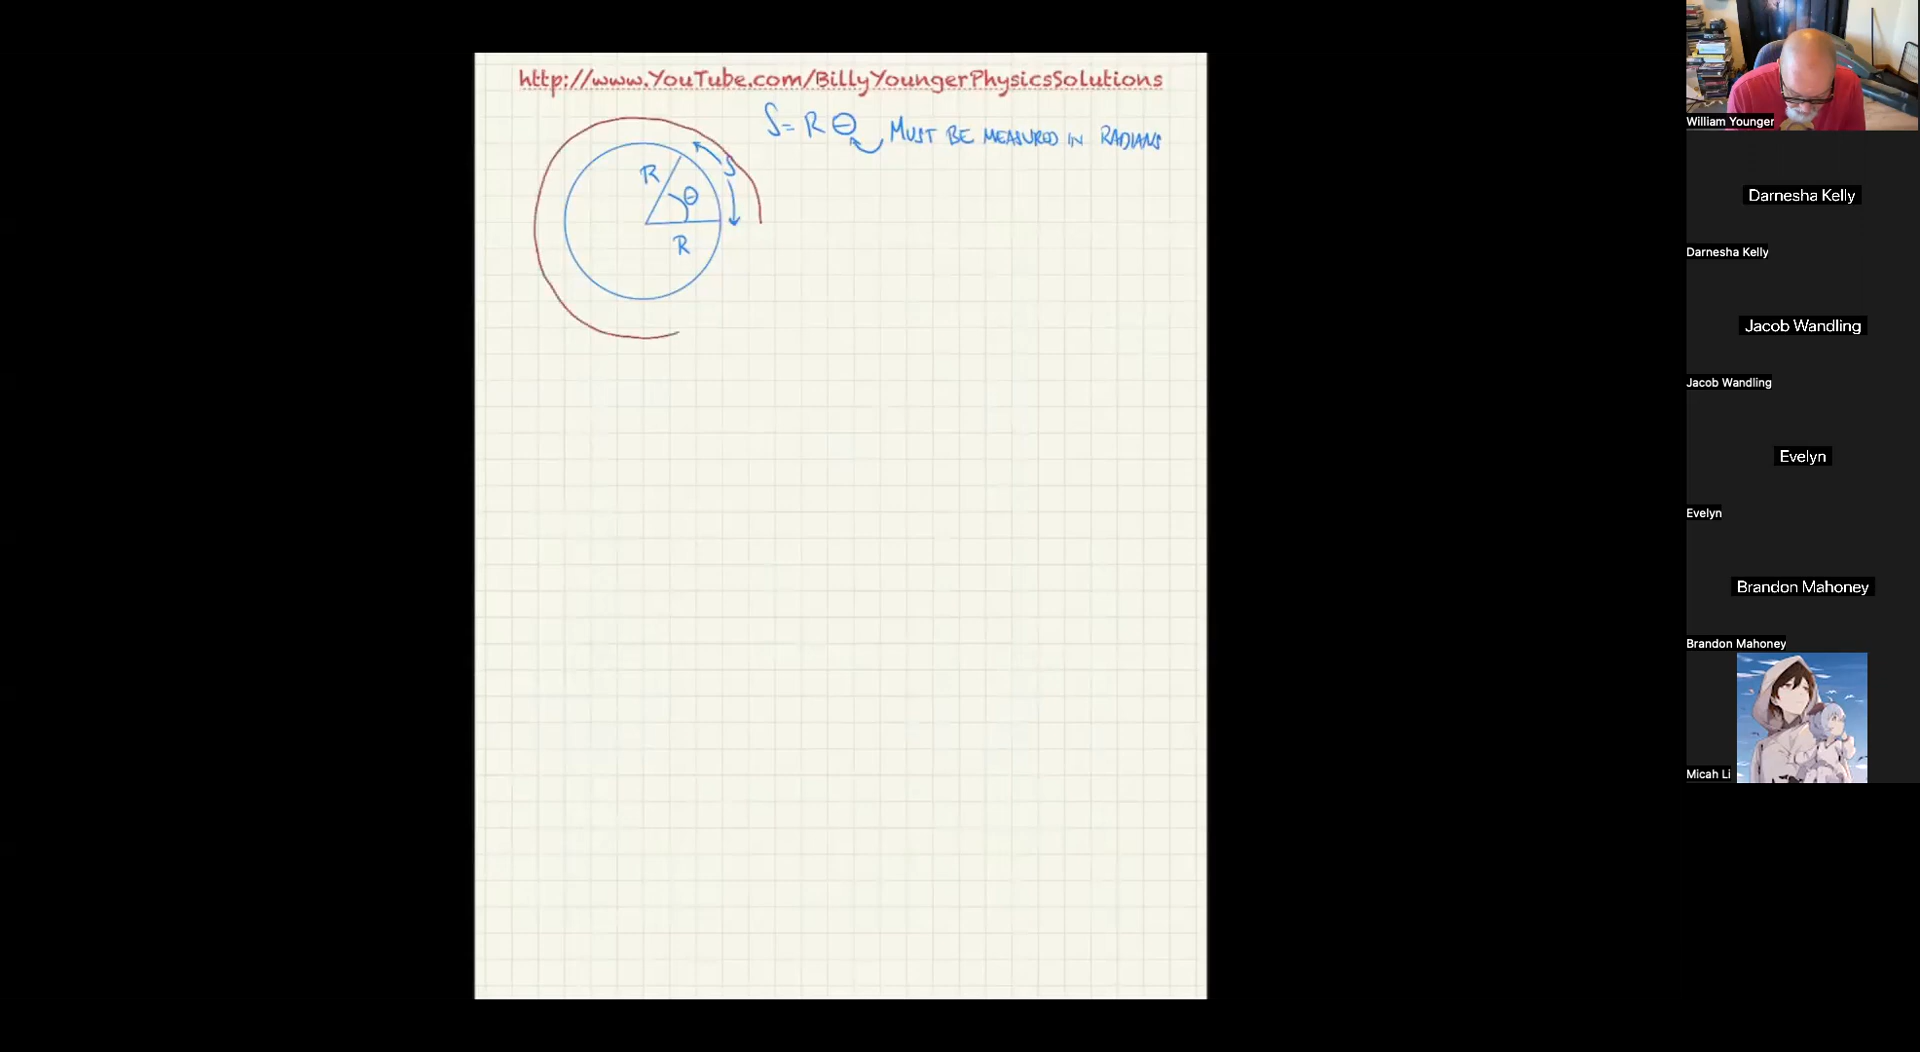 http://www.YouTube.com/BillyYoungerPhysicsSolutions
S = R Θ MUST BE MEASURED IN RADIANS
R
S
θ
R
William Younger
Darnesha Kelly
Darnesha Kelly
Jacob Wandling
Jacob Wandling
Evelyn
Evelyn
Brandon Mahoney
Brandon Mahoney
Micah Li